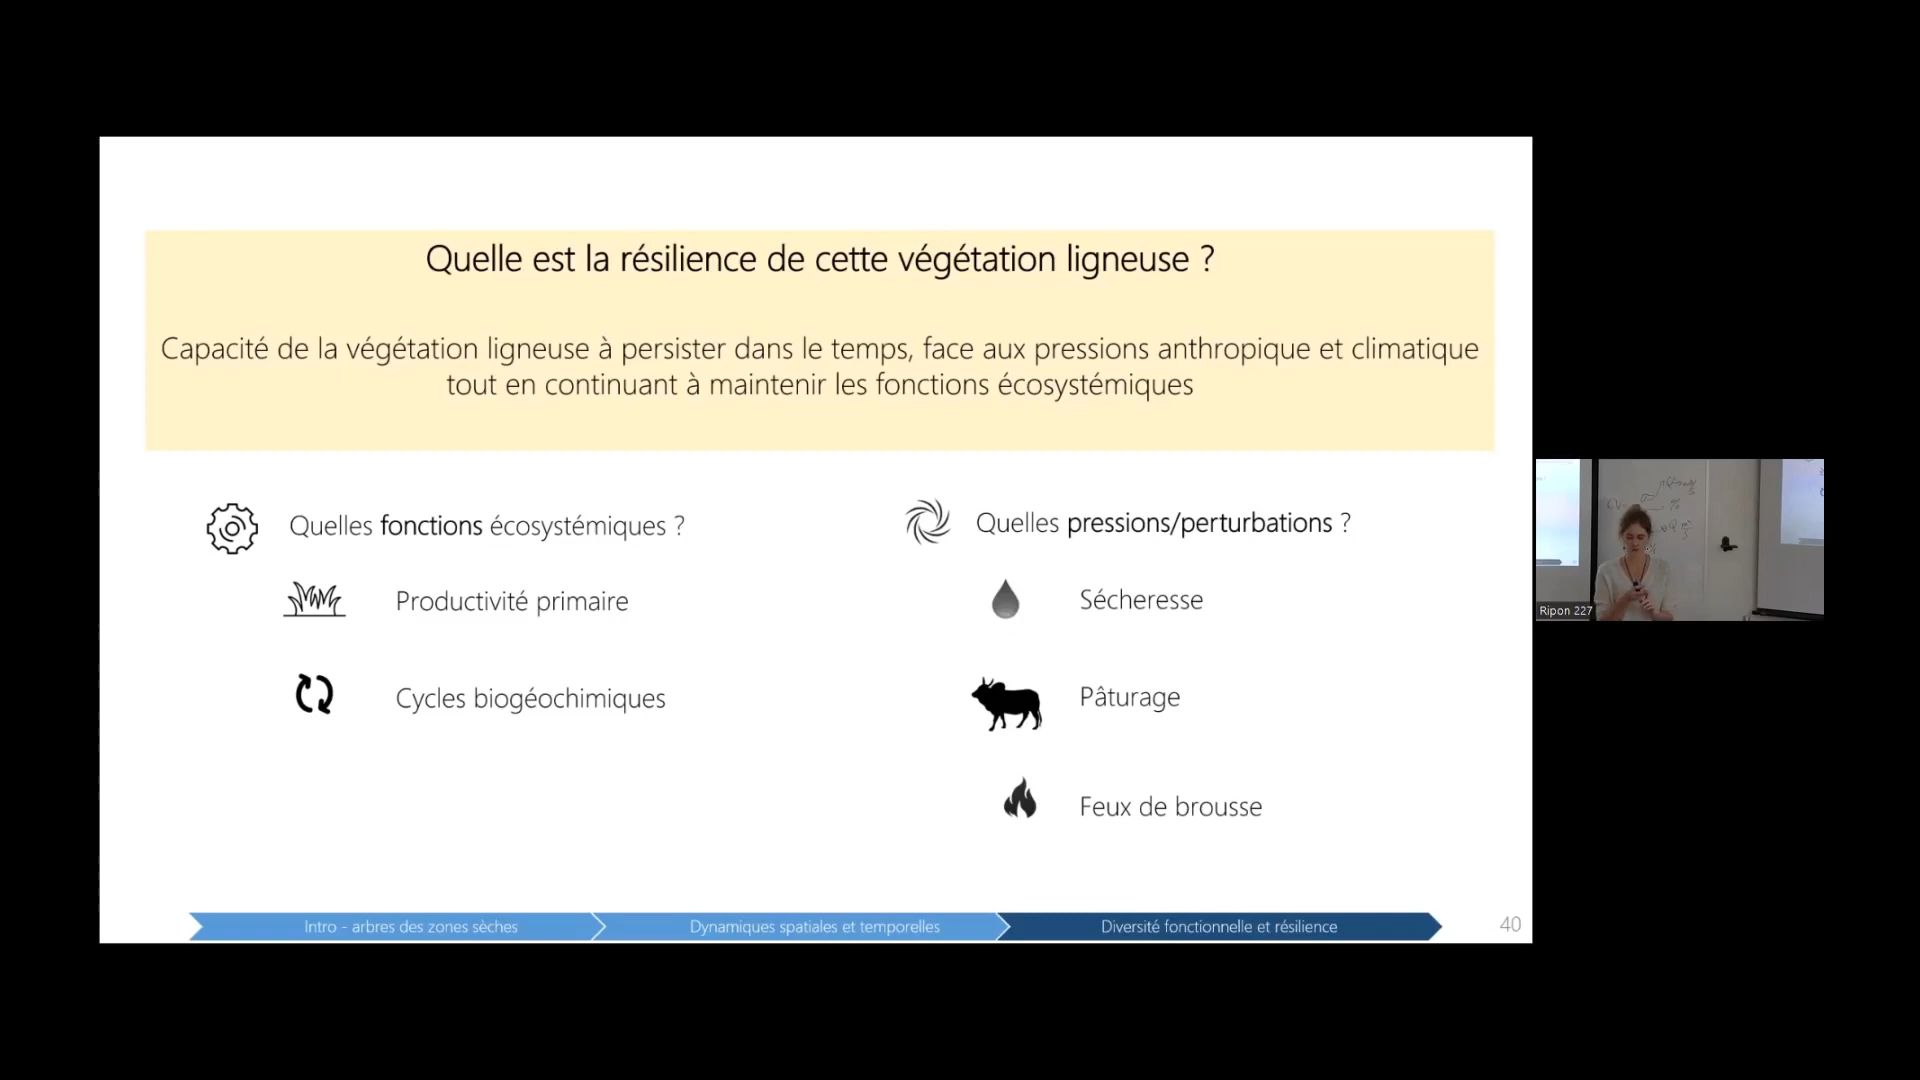 Quelle est la résilience de cette végétation ligneuse ?
Capacité de la végétation ligneuse à persister dans le temps, face aux pressions anthropique et climatique
tout en continuant à maintenir les fonctions écosystémiques
Quelles fonctions écosystémiques ?
Productivité primaire
Cycles biogéochimiques
Quelles pressions/perturbations ?
Sécheresse
Pâturage
Feux de brousse
Intro - arbres des zones sèches
Dynamiques spatiales et temporelles
Diversité fonctionnelle et résilience
40
Ripon 227